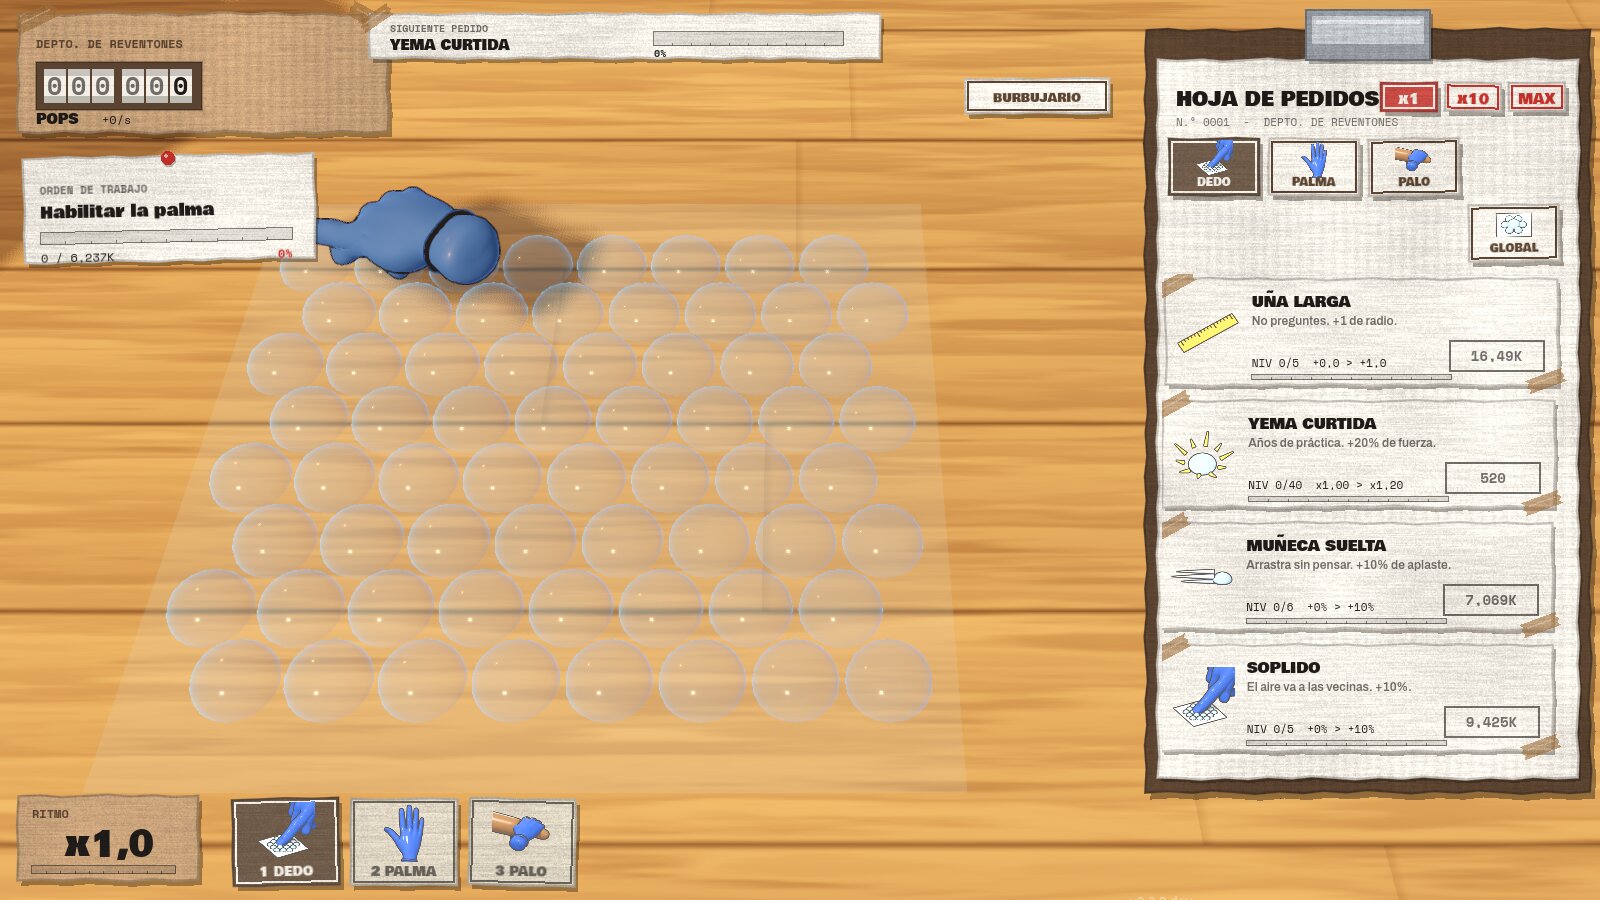 DEPTO. DE REVENTONES
000 000
POPS +0/s
SIGUIENTE PEDIDO
YEMA CURTIDA
0%
BURBUJARIO
ORDEN DE TRABAJO
Habilitar la palma
0 / 6,237K 0%
HOJA DE PEDIDOS x1 x10 MAX
N.° 0001 - DEPTO. DE REVENTONES
DEDO PALMA PALO
GLOBAL
UÑA LARGA
No preguntes. +1 de radio.
NIV 0/5 +0,0 > +1,0
16,49K
YEMA CURTIDA
Años de práctica. +20% de fuerza.
NIV 0/40 x1,00 > x1,20
520
MUÑECA SUELTA
Arrastra sin pensar. +10% de aplaste.
NIV 0/6 +0% > +10%
7,069K
SOPLIDO
El aire va a las vecinas. +10%.
NIV 0/5 +0% > +10%
9,425K
RITMO
x1,0
1 DEDO 2 PALMA 3 PALO